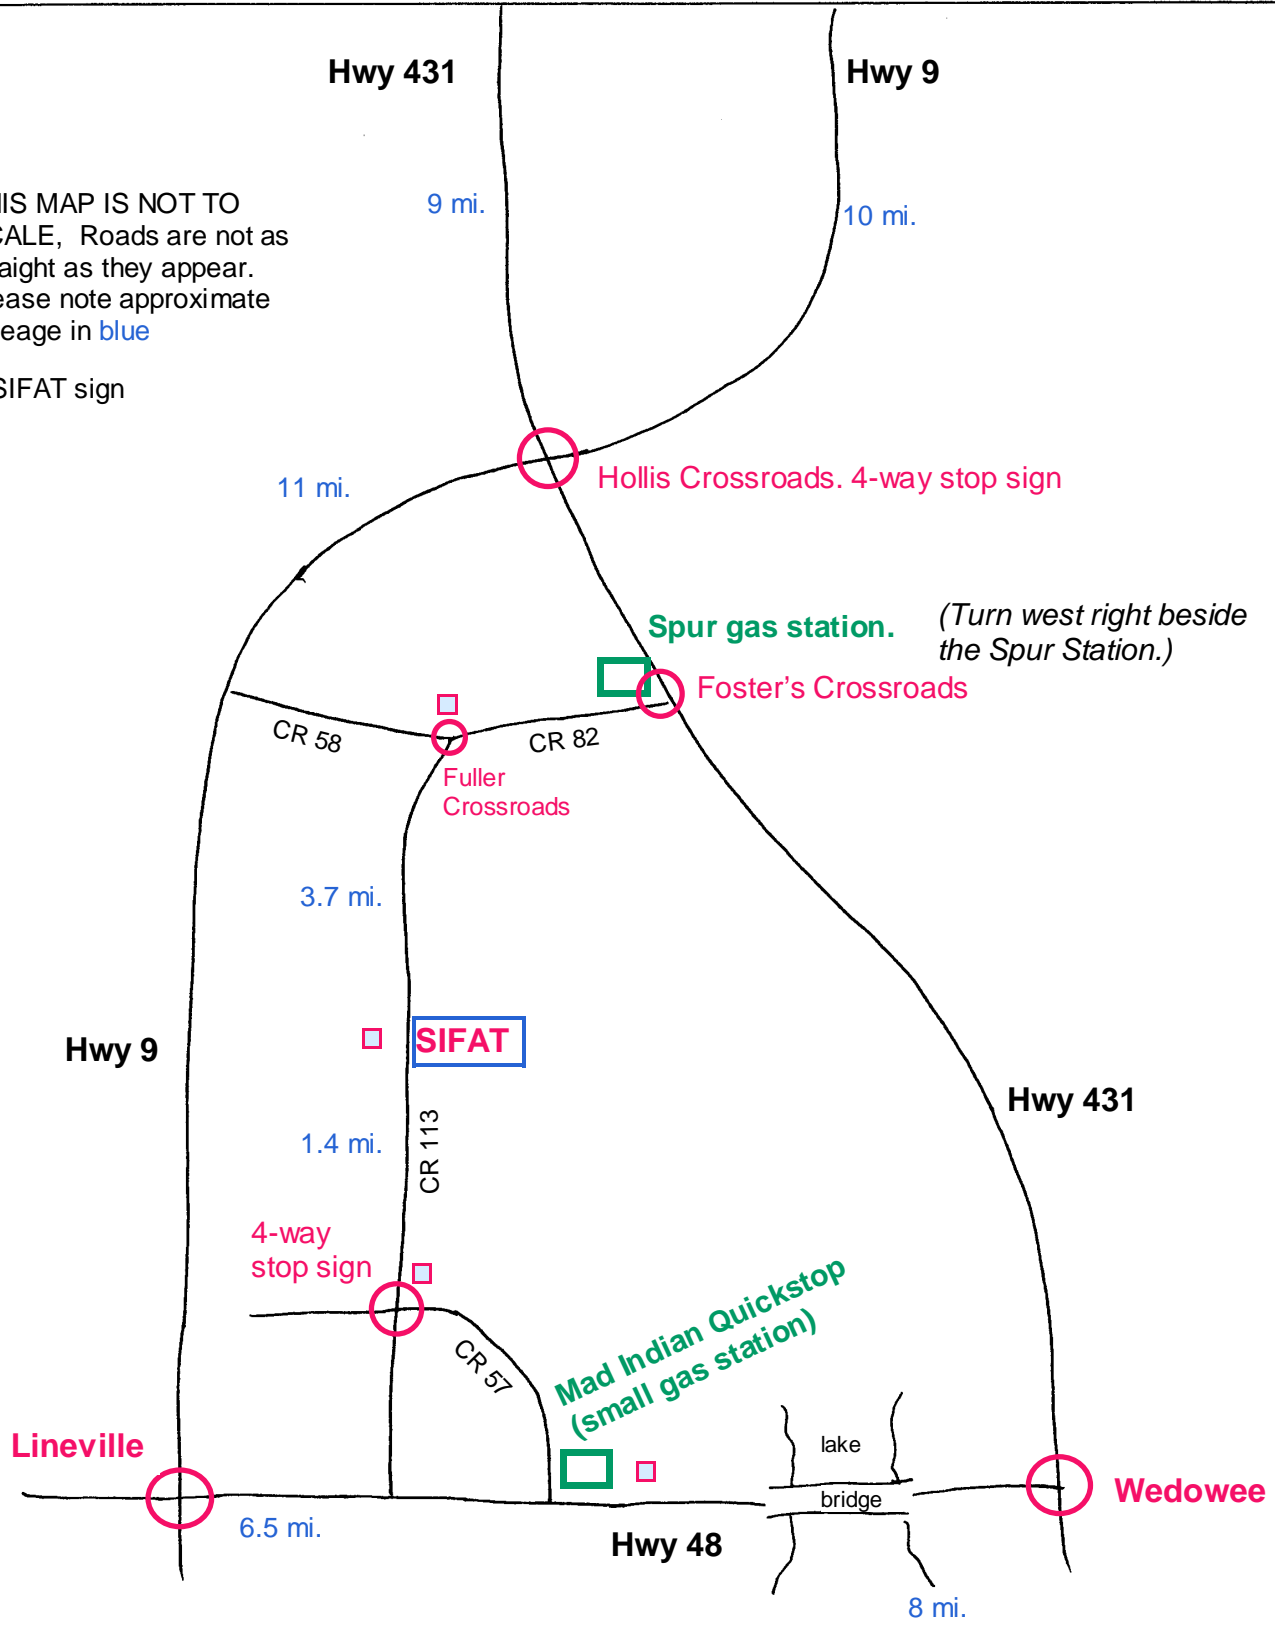 Hwy 431
Hwy 9
9 mi.
10 mi.
HIS MAP IS NOT TO
CALE, Roads are not as
raight as they appear.
ease note approximate
leage in blue
SIFAT sign
Hollis Crossroads. 4-way stop sign
11 mi.
Spur gas station.
(Turn west right beside
the Spur Station.)
Foster's Crossroads
CR 58
CR 82
Fuller
Crossroads
3.7 mi.
SIFAT
Hwy 9
Hwy 431
1.4 mi.
CR 113
4-way
stop sign
CR 57
Mad Indian Quickstop
(small gas station)
Lineville
lake
bridge
Wedowee
6.5 mi.
Hwy 48
8 mi.